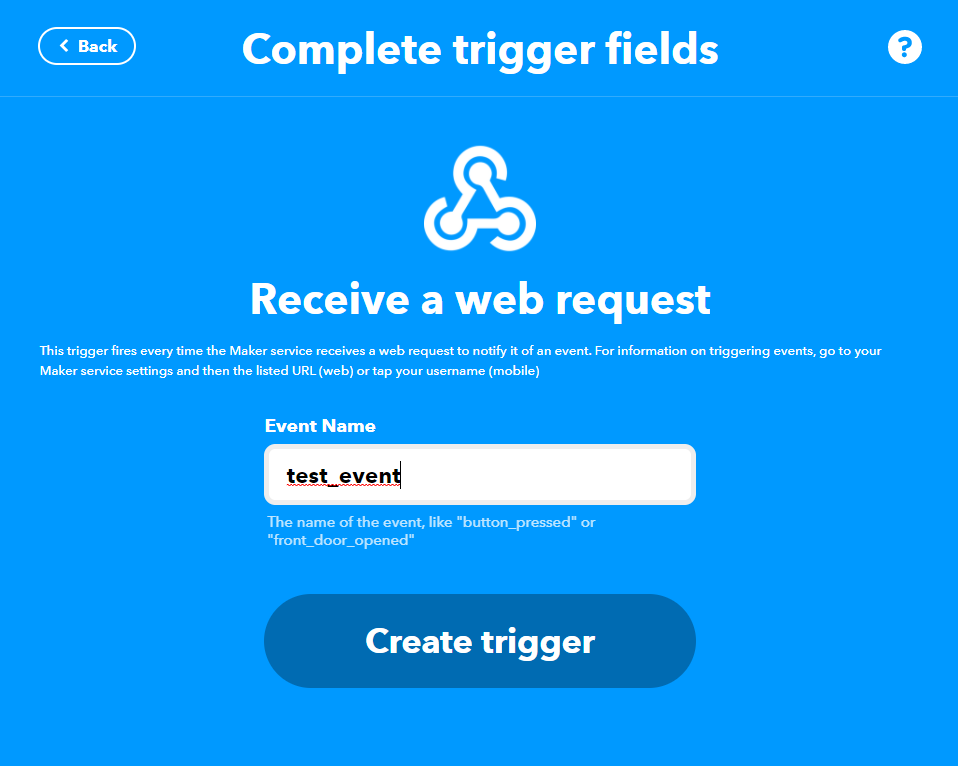 Back
Complete trigger fields
?
Receive a web request
This trigger fires every time the Maker service receives a web request to notify it of an event. For information on triggering events, go to your
Maker service settings and then the listed URL (web) or tap your username (mobile)
Event Name
test_event
The name of the event, like "button_pressed" or
"front_door_opened"
Create trigger